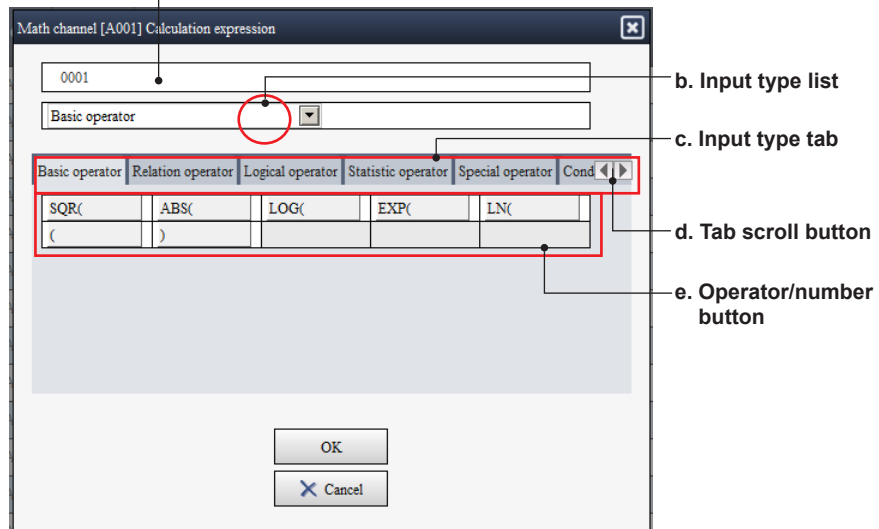 Math channel [A001] Calculation expression
0001
b. Input type list
Basic operator
c. Input type tab
Basic operator Relation operator Logical operator Statistic operator Special operator Cond
SQR( ABS( LOG( EXP( LN(
( )
d. Tab scroll button
e. Operator/number
button
OK
Cancel